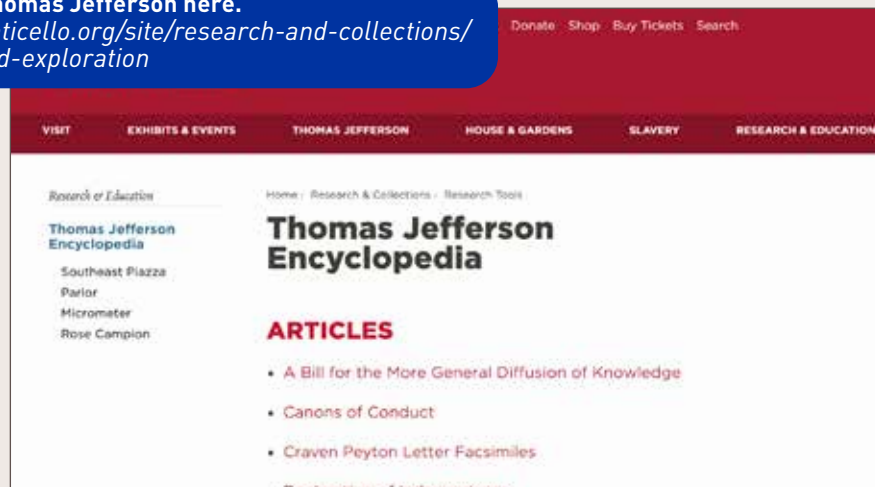 homas Jefferson here.
ticello.org/site/research-and-collections/
d-exploration
Donate Shop Buy Tickets Search
VISIT EXHIBITS & EVENTS THOMAS JEFFERSON HOUSE & GARDENS SLAVERY RESEARCH & EDUCATION
Research & Education
Thomas Jefferson
Encyclopedia
Southeast Piazza
Parlor
Micrometer
Rose Campion
Home / Research & Collections / Research Tools
Thomas Jefferson
Encyclopedia
ARTICLES
• A Bill for the More General Diffusion of Knowledge
• Canons of Conduct
• Craven Peyton Letter Facsimiles